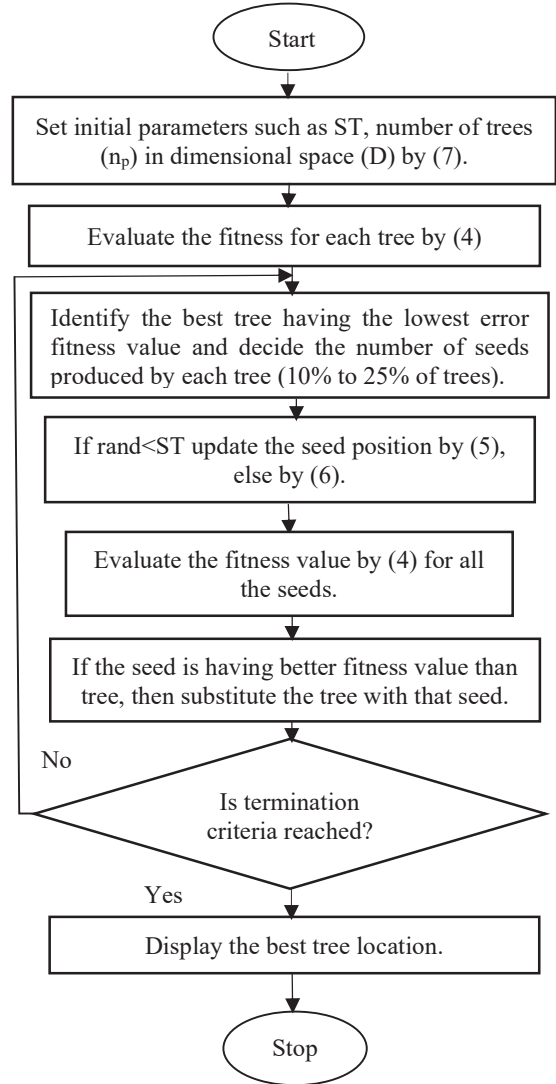 Start
Set initial parameters such as ST, number of trees
(nₚ) in dimensional space (D) by (7).
Evaluate the fitness for each tree by (4)
Identify the best tree having the lowest error
fitness value and decide the number of seeds
produced by each tree (10% to 25% of trees).
If rand<ST update the seed position by (5),
else by (6).
Evaluate the fitness value by (4) for all
the seeds.
If the seed is having better fitness value than
tree, then substitute the tree with that seed.
No
Is termination
criteria reached?
Yes
Display the best tree location.
Stop